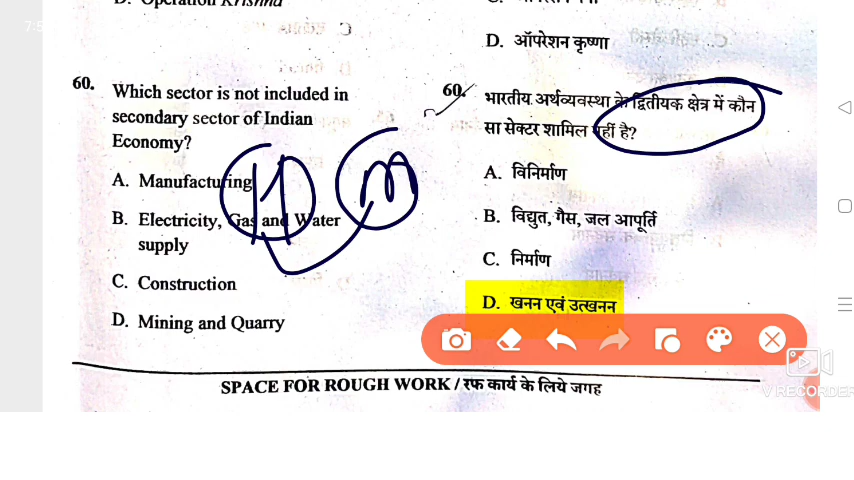 D. Operation Krishna
D. ऑपरेशन कृष्णा
60. Which sector is not included in
secondary sector of Indian
Economy?
A. Manufacturing
B. Electricity, Gas and Water
supply
C. Construction
D. Mining and Quarry
60. भारतीय अर्थव्यवस्था के द्वितीयक क्षेत्र में कौन
सा सेक्टर शामिल नहीं है?
A. विनिर्माण
B. विद्युत, गैस, जल आपूर्ति
C. निर्माण
D. खनन एवं उत्खनन
SPACE FOR ROUGH WORK / रफ कार्य के लिये जगह
V RECORDER